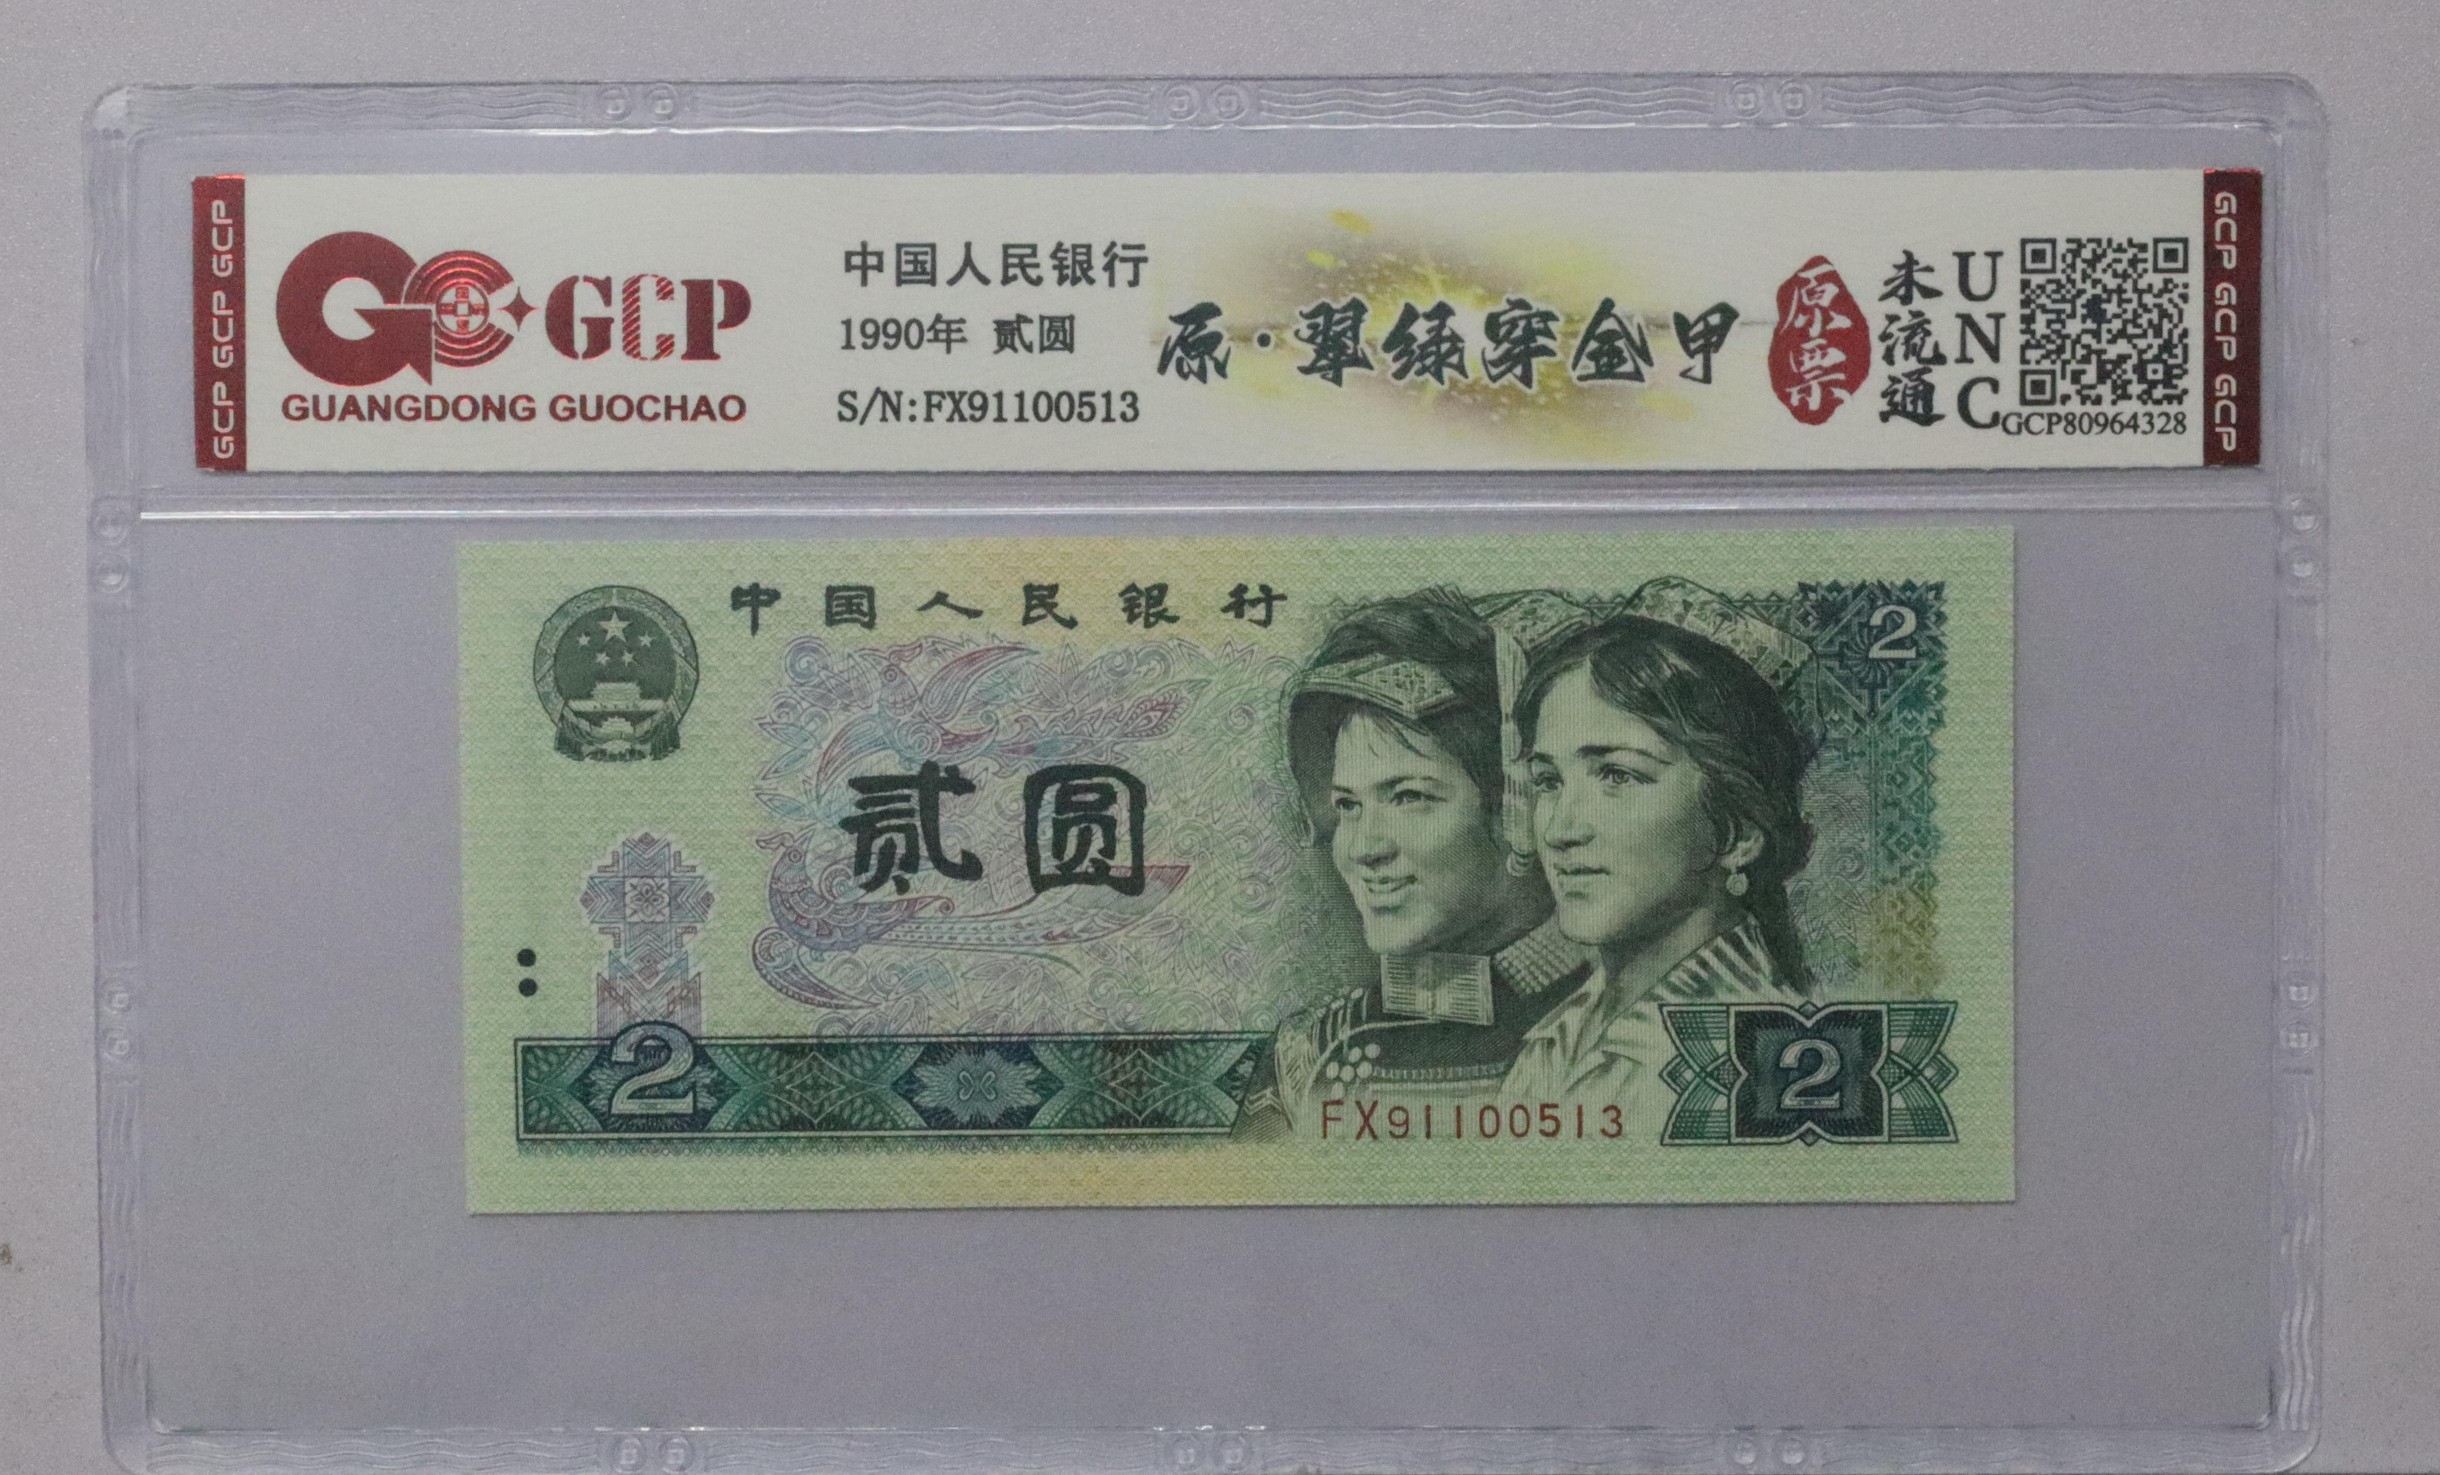 GCP GCP GCP
GCP
GUANGDONG GUOCHAO
中国人民银行
1990年 贰圆
S/N:FX91100513
原·翠绿穿金甲
原票
未流通
UNC
GCP80964328
GCP GCP GCP
中国人民银行
2
贰圆
2
FX91100513
2